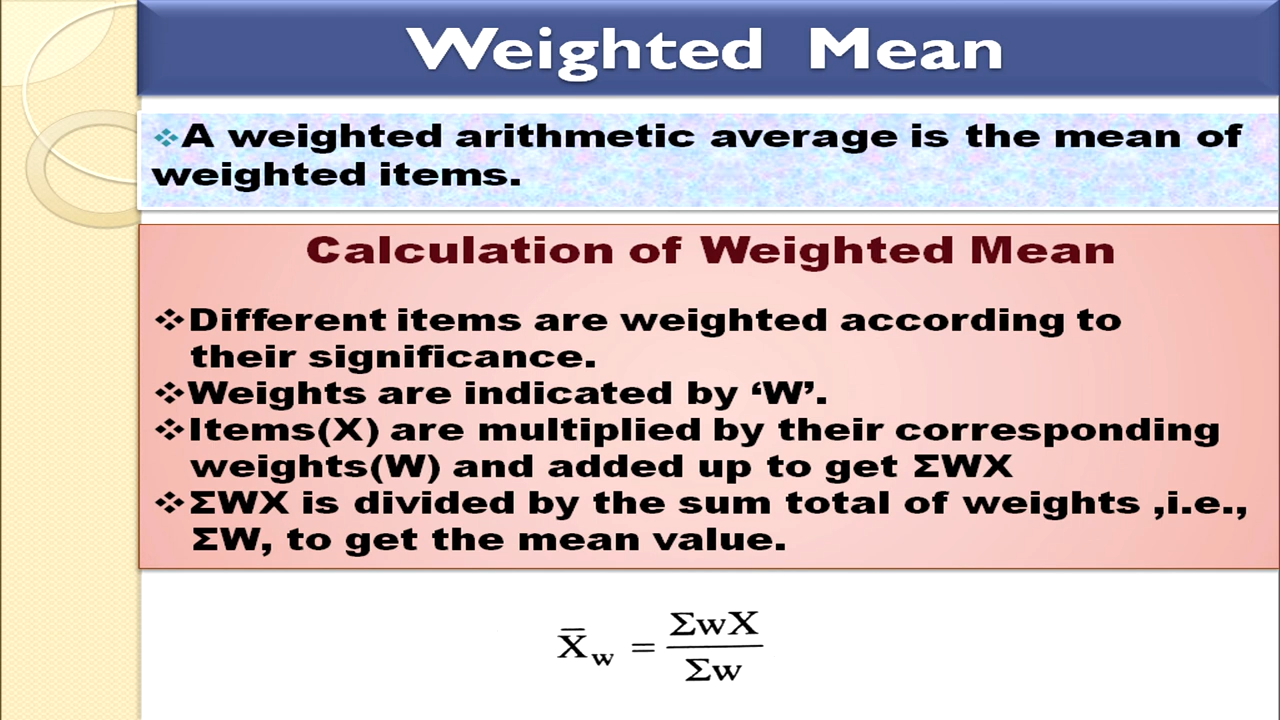 Weighted Mean
❖A weighted arithmetic average is the mean of
weighted items.
Calculation of Weighted Mean
❖Different items are weighted according to
their significance.
❖Weights are indicated by ‘W’.
❖Items(X) are multiplied by their corresponding
weights(W) and added up to get ΣWX
❖ΣWX is divided by the sum total of weights ,i.e.,
ΣW, to get the mean value.
X̄w = ΣwX / Σw